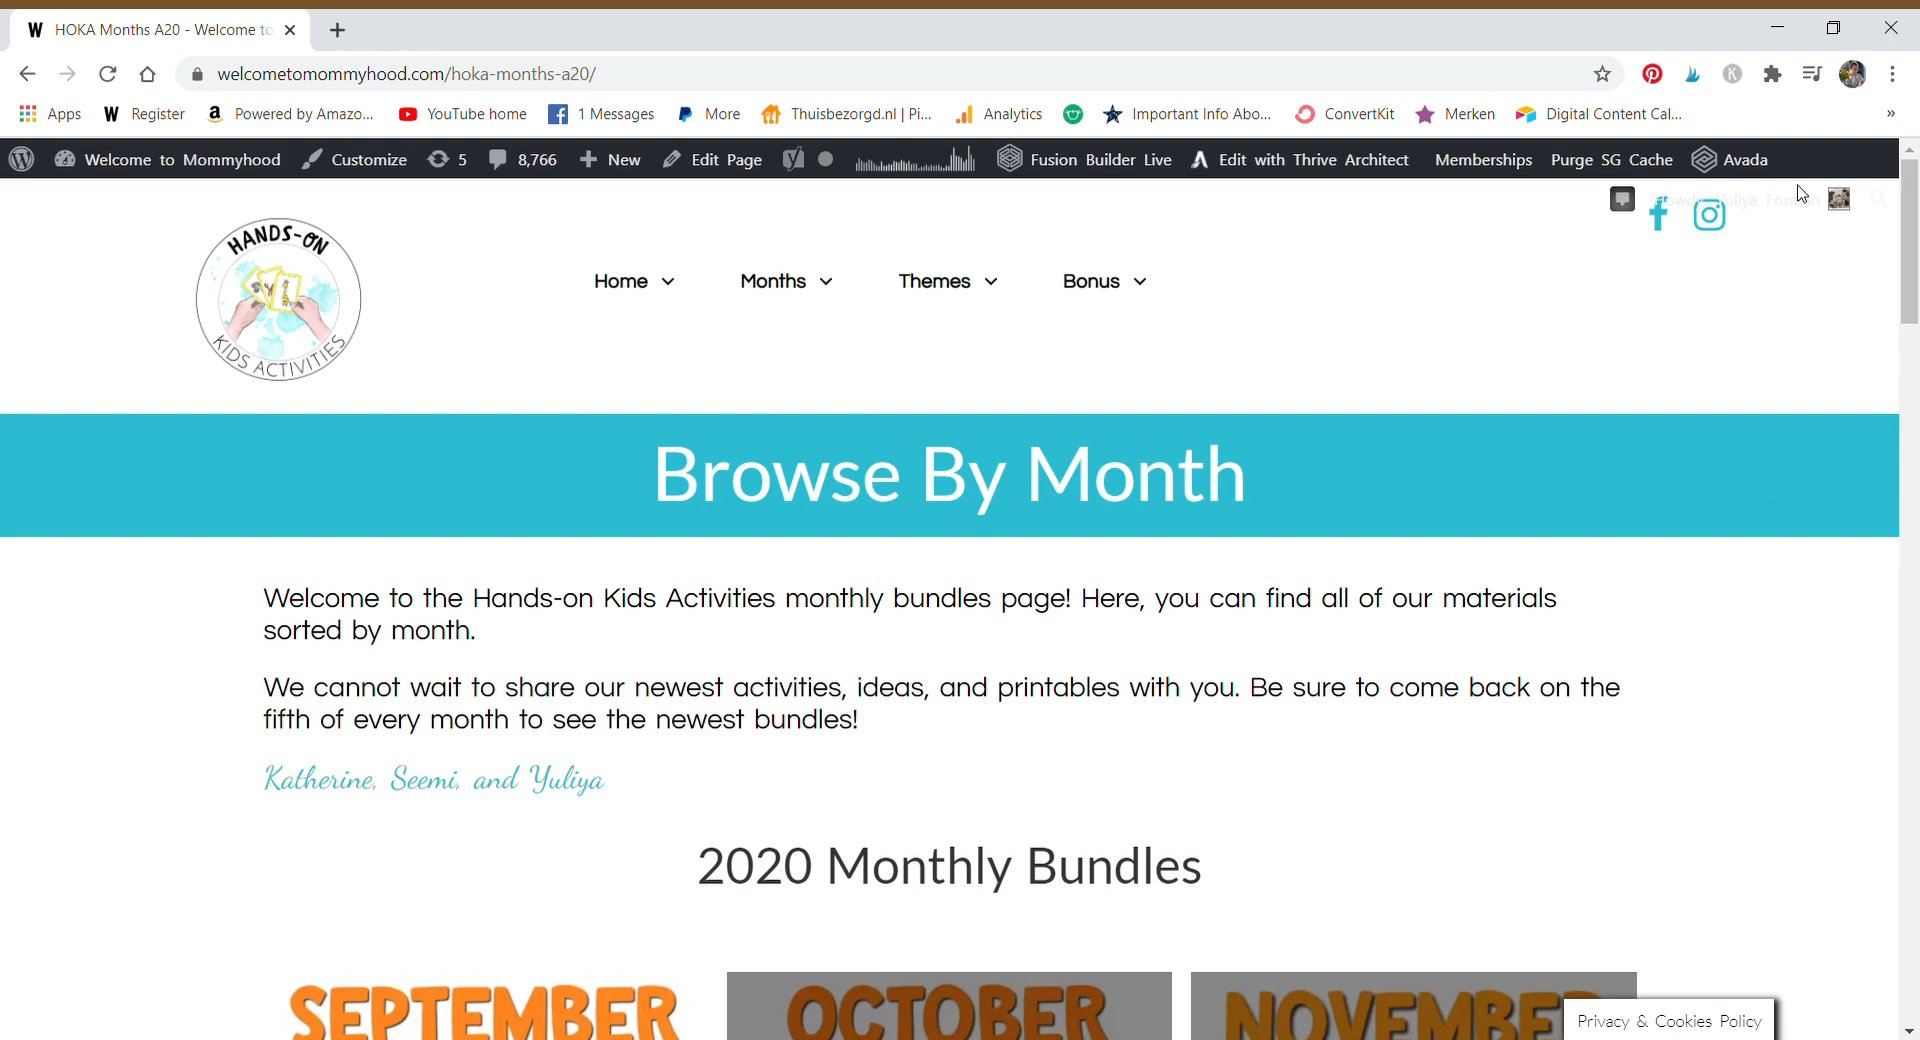 HOKA Months A20 - Welcome to
welcometomommyhood.com/hoka-months-a20/
Apps Register Powered by Amazo... YouTube home 1 Messages More Thuisbezorgd.nl | Pi... Analytics Important Info Abo... ConvertKit Merken Digital Content Cal... »
Welcome to Mommyhood Customize 5 8,766 New Edit Page Fusion Builder Live Edit with Thrive Architect Memberships Purge SG Cache Avada
HANDS-ON
KIDS ACTIVITIES
Home Months Themes Bonus
Browse By Month
Welcome to the Hands-on Kids Activities monthly bundles page! Here, you can find all of our materials
sorted by month.
We cannot wait to share our newest activities, ideas, and printables with you. Be sure to come back on the
fifth of every month to see the newest bundles!
Katherine, Seemi, and Yuliya
2020 Monthly Bundles
SEPTEMBER OCTOBER NOVEMBE
Privacy & Cookies Policy